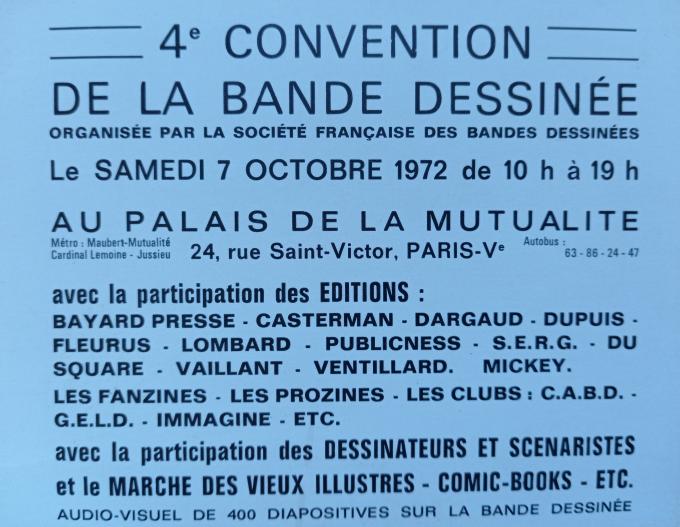 4e CONVENTION
DE LA BANDE DESSINÉE
ORGANISÉE PAR LA SOCIÉTÉ FRANÇAISE DES BANDES DESSINÉES
Le SAMEDI 7 OCTOBRE 1972 de 10 h à 19 h
AU PALAIS DE LA MUTUALITE
Métro : Maubert-Mutualité
Cardinal Lemoine - Jussieu
24, rue Saint-Victor, PARIS-Ve
Autobus :
63 - 86 - 24 - 47
avec la participation des EDITIONS :
BAYARD PRESSE - CASTERMAN - DARGAUD - DUPUIS -
FLEURUS - LOMBARD - PUBLICNESS - S.E.R.G. - DU
SQUARE - VAILLANT - VENTILLARD. MICKEY.
LES FANZINES - LES PROZINES - LES CLUBS : C.A.B.D. -
G.E.L.D. - IMMAGINE - ETC.
avec la participation des DESSINATEURS ET SCENARISTES
et le MARCHE DES VIEUX ILLUSTRES - COMIC-BOOKS - ETC.
AUDIO-VISUEL DE 400 DIAPOSITIVES SUR LA BANDE DESSINÉE